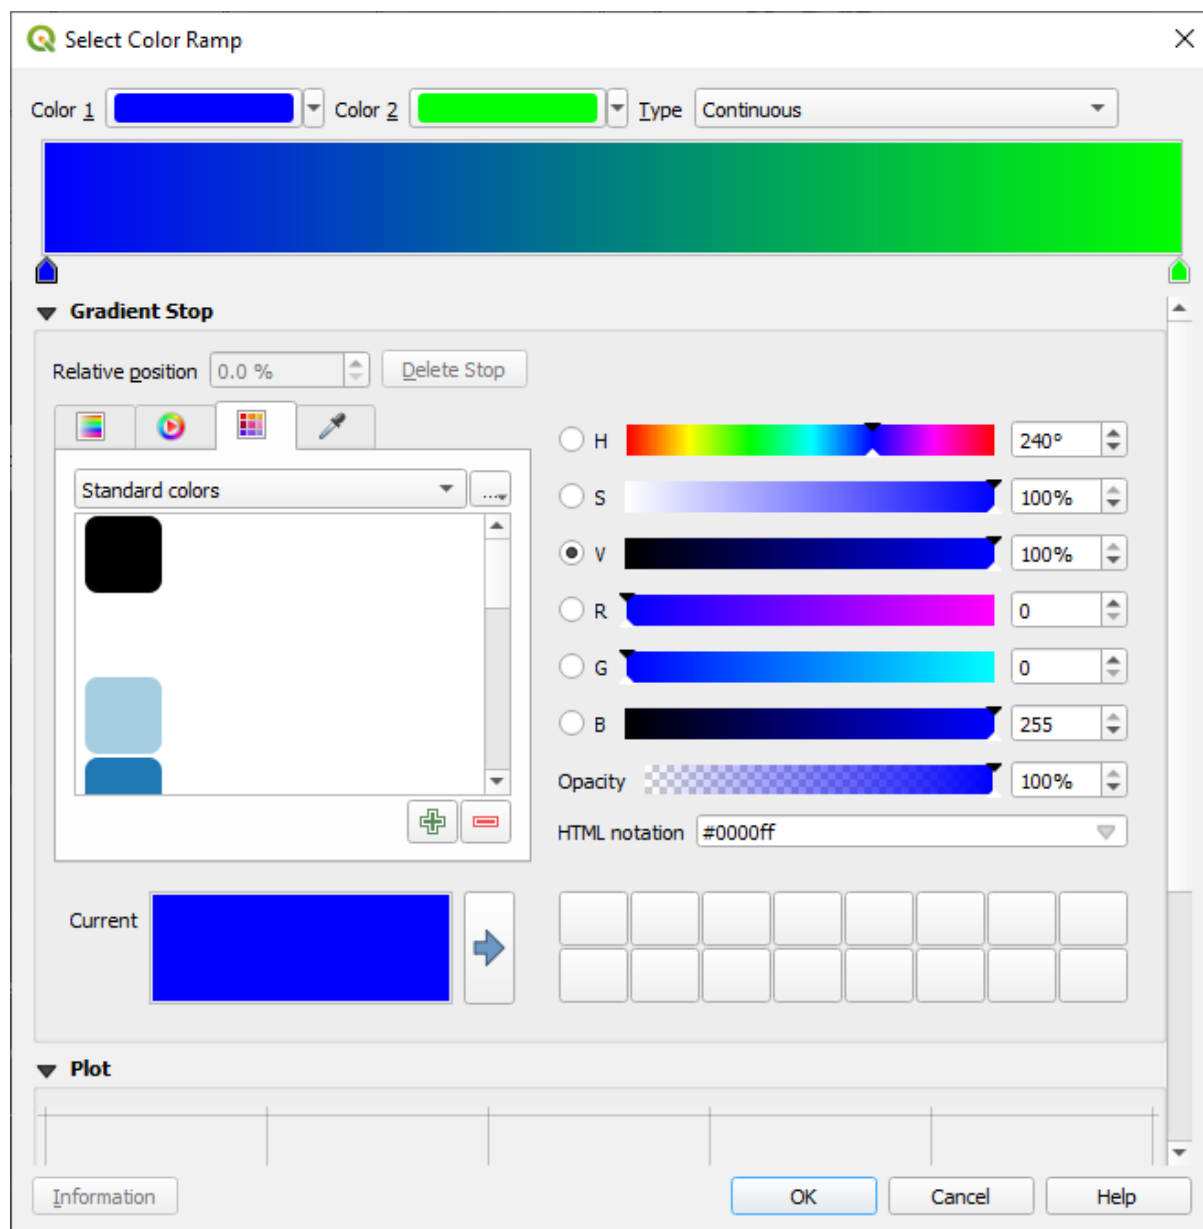 Select Color Ramp
Color 1 Color 2 Type Continuous
Gradient Stop
Relative position 0.0 % Delete Stop
H 240°
Standard colors ...
S 100%
V 100%
R 0
G 0
B 255
Opacity 100%
HTML notation #0000ff
Current
Plot
Information OK Cancel Help